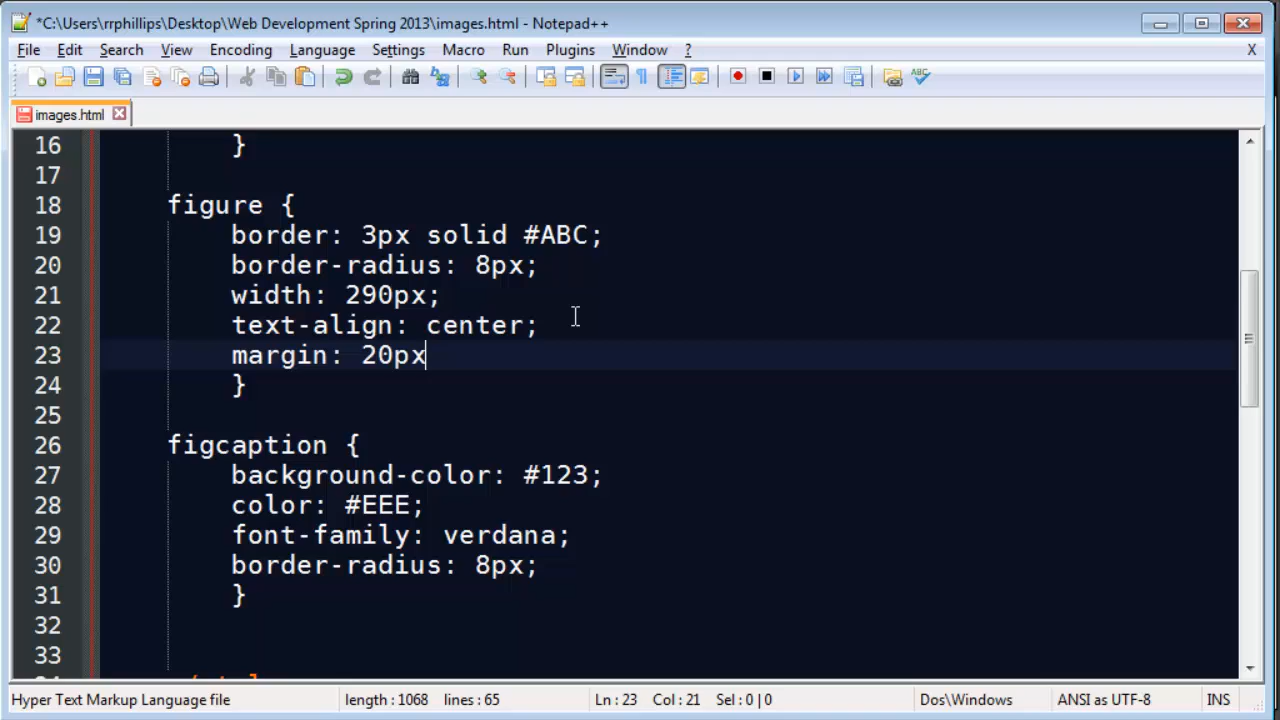 *C:\Users\rrphillips\Desktop\Web Development Spring 2013\images.html - Notepad++
File Edit Search View Encoding Language Settings Macro Run Plugins Window ? X
images.html
16 }
17
18 figure {
19 border: 3px solid #ABC;
20 border-radius: 8px;
21 width: 290px;
22 text-align: center;
23 margin: 20px
24 }
25
26 figcaption {
27 background-color: #123;
28 color: #EEE;
29 font-family: verdana;
30 border-radius: 8px;
31 }
32
33
Hyper Text Markup Language file length : 1068 lines : 65 Ln : 23 Col : 21 Sel : 0 | 0 Dos\Windows ANSI as UTF-8 INS